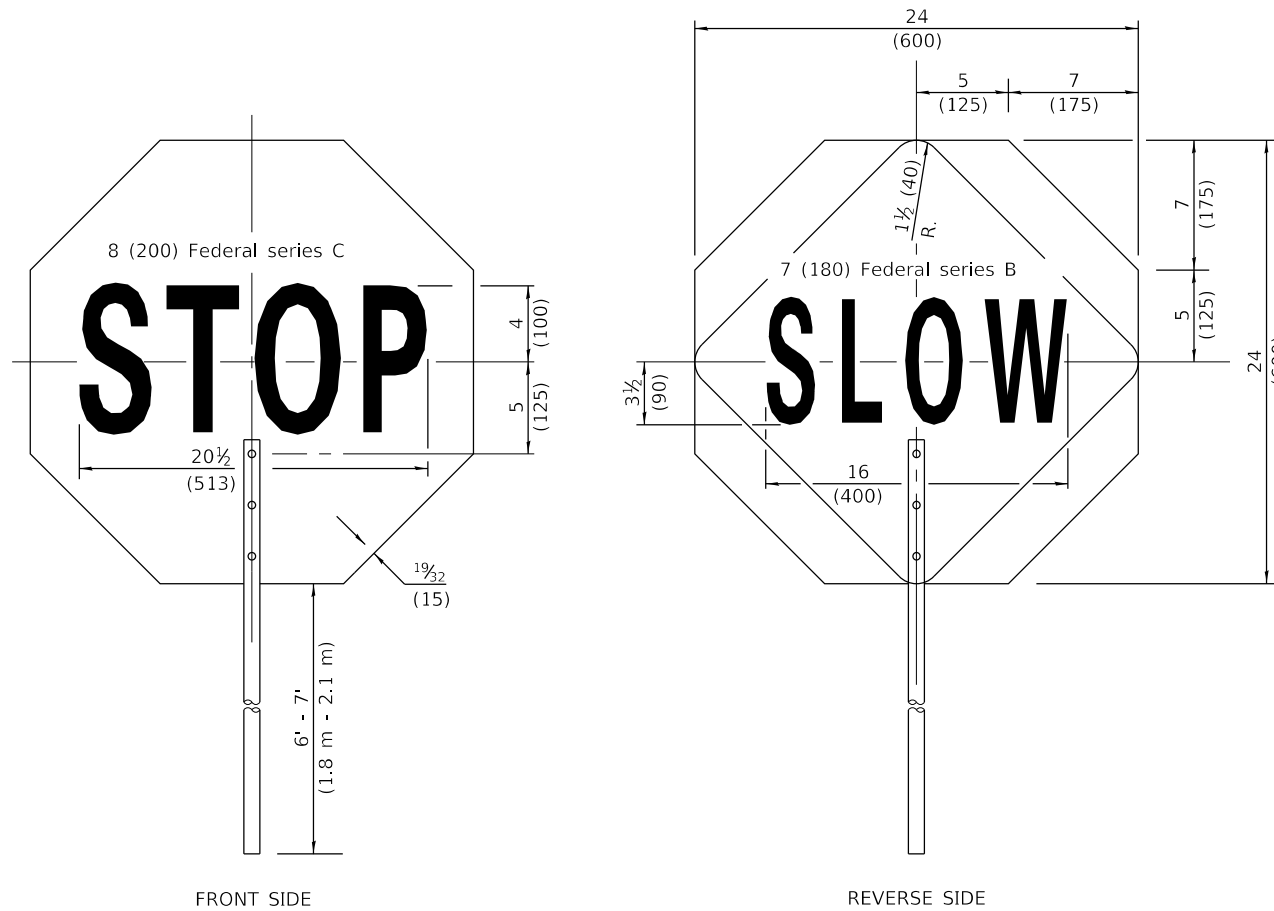 24
(600)
5
(125)
7
(175)
8 (200) Federal series C
STOP
4
(100)
5
(125)
20½
(513)
19/32
(15)
6' - 7'
(1.8 m - 2.1 m)
FRONT SIDE
1½ (40)
R.
7
(175)
5
(125)
7 (180) Federal series B
SLOW
3½
(90)
16
(400)
24
REVERSE SIDE